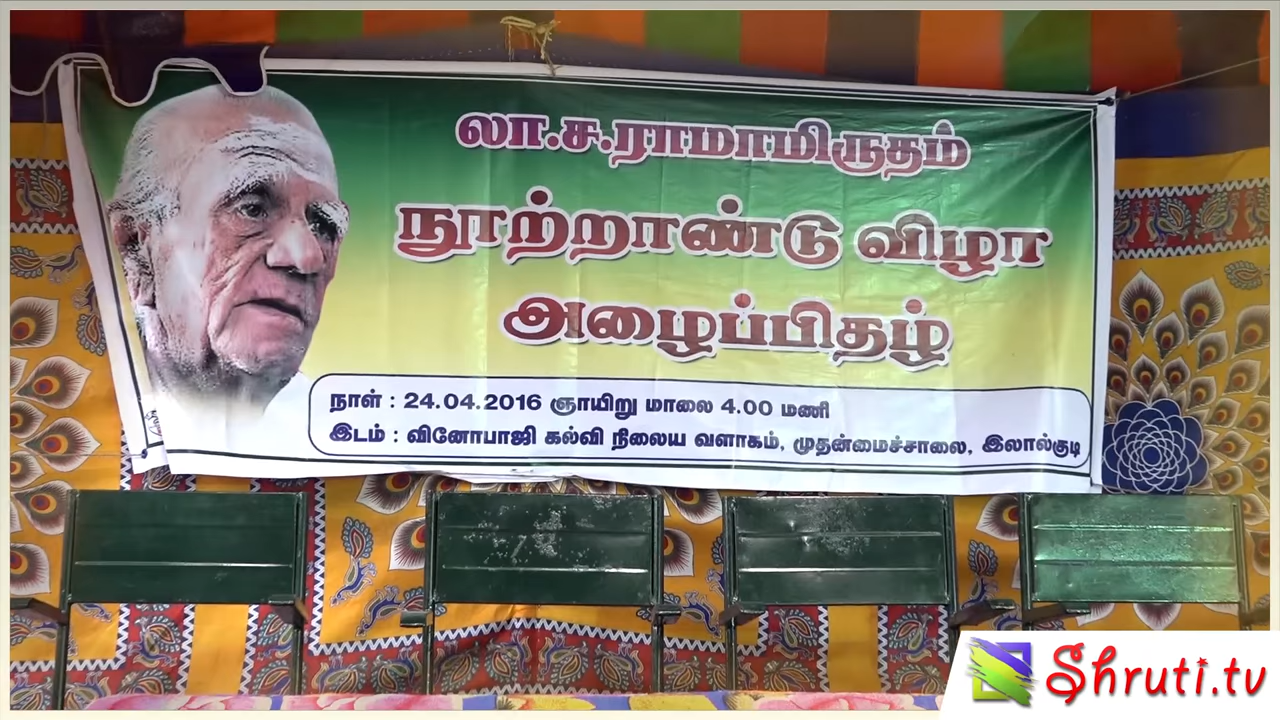 லா.ச.ராமாமிருதம்
நூற்றாண்டு விழா
அழைப்பிதழ்
நாள் : 24.04.2016 ஞாயிறு மாலை 4.00 மணி
இடம் : வினோபாஜி கல்வி நிலைய வளாகம், முதன்மைச்சாலை, இலால்குடி
Shruti.tv